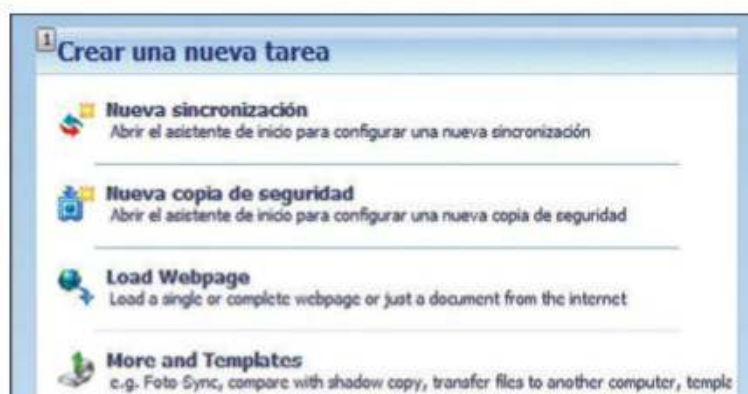 1
Crear una nueva tarea
Nueva sincronización
Abrir el asistente de inicio para configurar una nueva sincronización
Nueva copia de seguridad
Abrir el asistente de inicio para configurar una nueva copia de seguridad
Load Webpage
Load a single or complete webpage or just a document from the internet
More and Templates
e.g. Foto Sync, compare with shadow copy, transfer files to another computer, temple